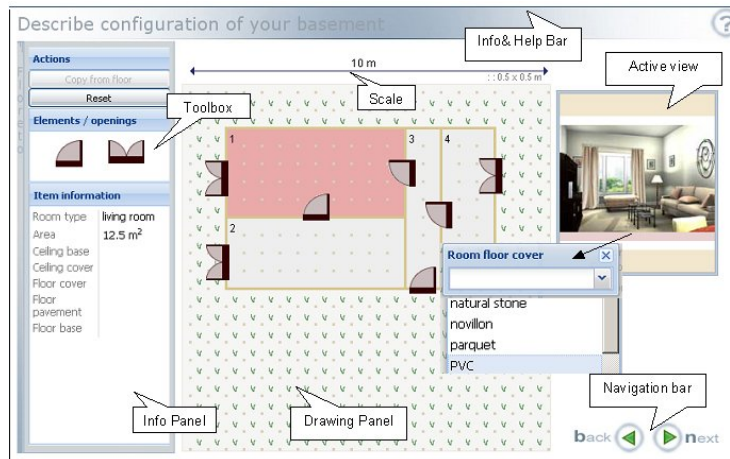 Describe configuration of your basement
?
Info& Help Bar
Actions
Copy from floor
Reset
Toolbox
Elements / openings
10 m
: : 0.5 x 0.5 m
Scale
Active view
1
3
4
2
Item information
Room type living room
Area 12.5 m²
Ceiling base
Ceiling cover
Floor cover
Floor
pavement
Floor base
Room floor cover
natural stone
novillon
parquet
PVC
Info Panel
Drawing Panel
Navigation bar
back
next